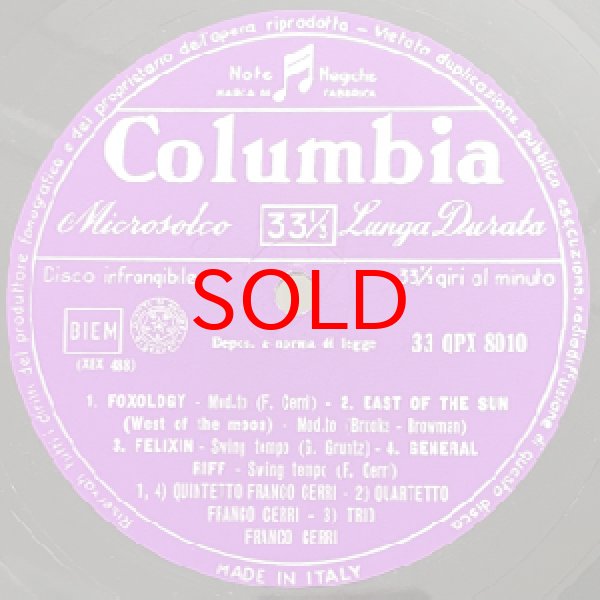 Riservati tutti i diritti del produttore fonografico e del proprietario dell'opera riprodotta - Vietata duplicazione, pubblica esecuzione, radiodiffusione di questo disco
Note Magiche
MARCA DI FABBRICA
Columbia
Microsolco 33⅓ Lunga Durata
Disco infrangibile 33⅓ giri al minuto
SOLD
BIEM
Depos. a norma di legge 33 QPX 8010
(XLX 488)
1. FOXOLOGY - Mod.to (F. Cerri) - 2. EAST OF THE SUN
(West of the moon) - Mod.to (Brooks - Browman)
3. FELIXIN - Swing tempo (G. Gruntz) - 4. GENERAL
RIFF - Swing tempo (F. Cerri)
1, 4) QUINTETTO FRANCO CERRI - 2) QUARTETTO
FRANCO CERRI - 3) TRIO
FRANCO CERRI
MADE IN ITALY